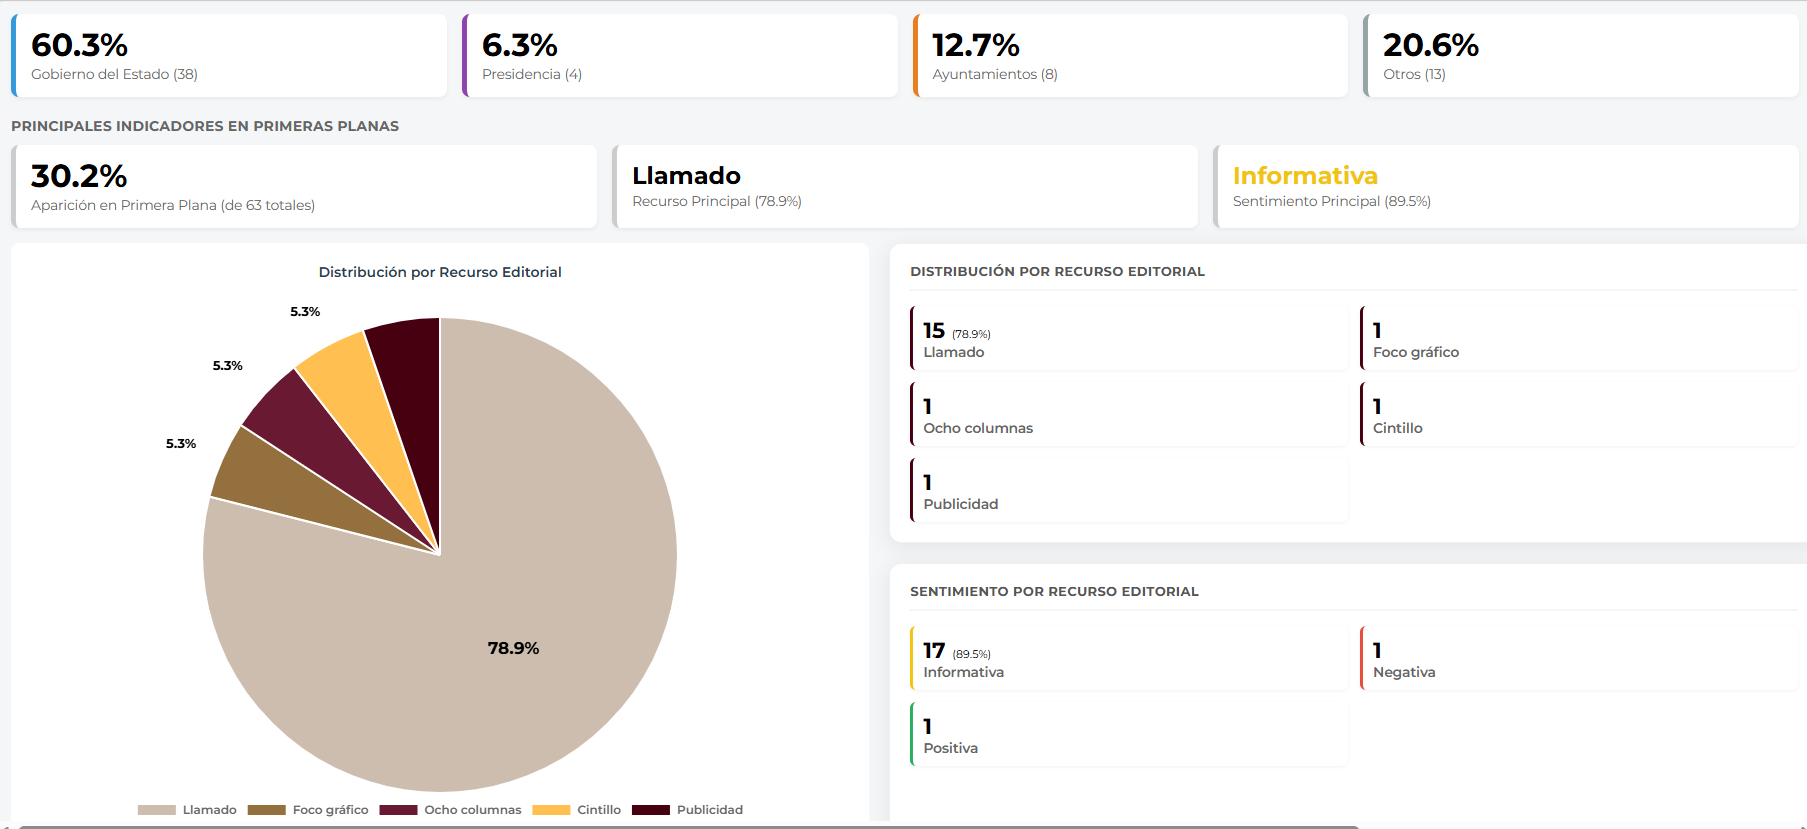 60.3%
Gobierno del Estado (38)
6.3%
Presidencia (4)
12.7%
Ayuntamientos (8)
20.6%
Otros (13)
PRINCIPALES INDICADORES EN PRIMERAS PLANAS
30.2%
Aparición en Primera Plana (de 63 totales)
Llamado
Recurso Principal (78.9%)
Informativa
Sentimiento Principal (89.5%)
Distribución por Recurso Editorial
5.3%
5.3%
5.3%
78.9%
Llamado Foco gráfico Ocho columnas Cintillo Publicidad
DISTRIBUCIÓN POR RECURSO EDITORIAL
15 (78.9%)
Llamado
1
Foco gráfico
1
Ocho columnas
1
Cintillo
1
Publicidad
SENTIMIENTO POR RECURSO EDITORIAL
17 (89.5%)
Informativa
1
Negativa
1
Positiva